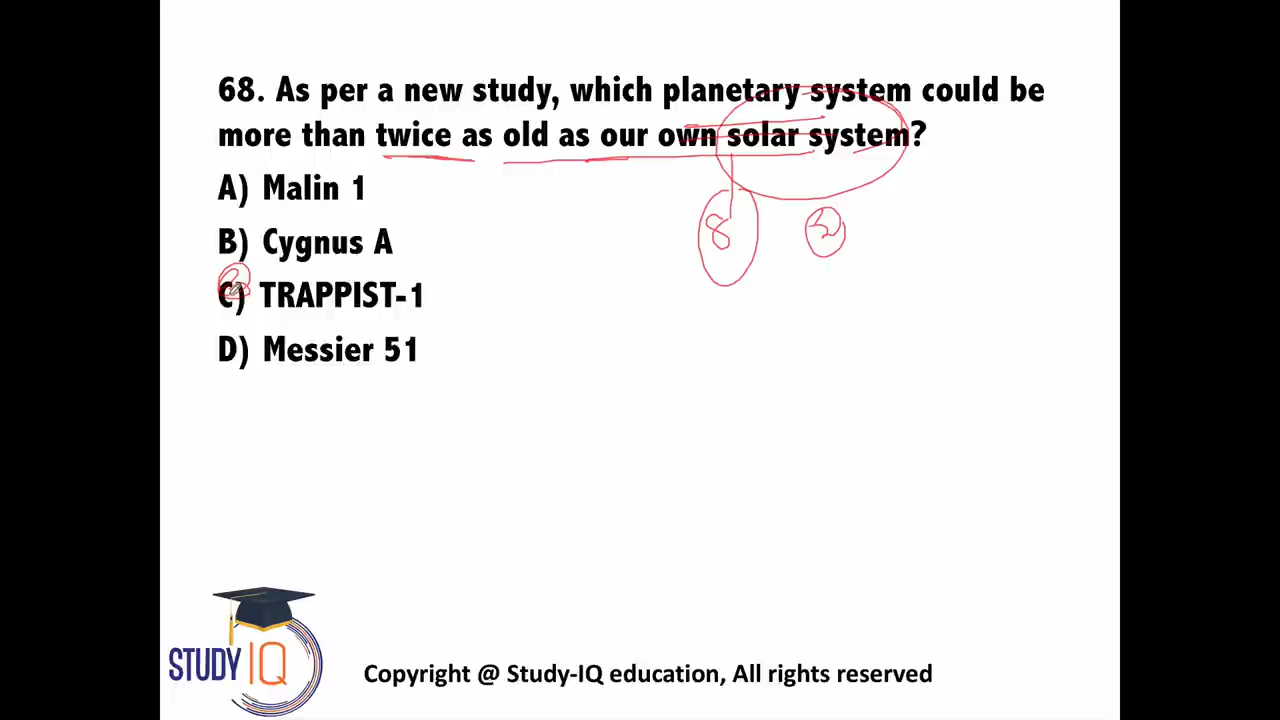 68. As per a new study, which planetary system could be
more than twice as old as our own solar system?
A) Malin 1
B) Cygnus A
C) TRAPPIST-1
D) Messier 51
8
STUDY IQ
Copyright @ Study-IQ education, All rights reserved